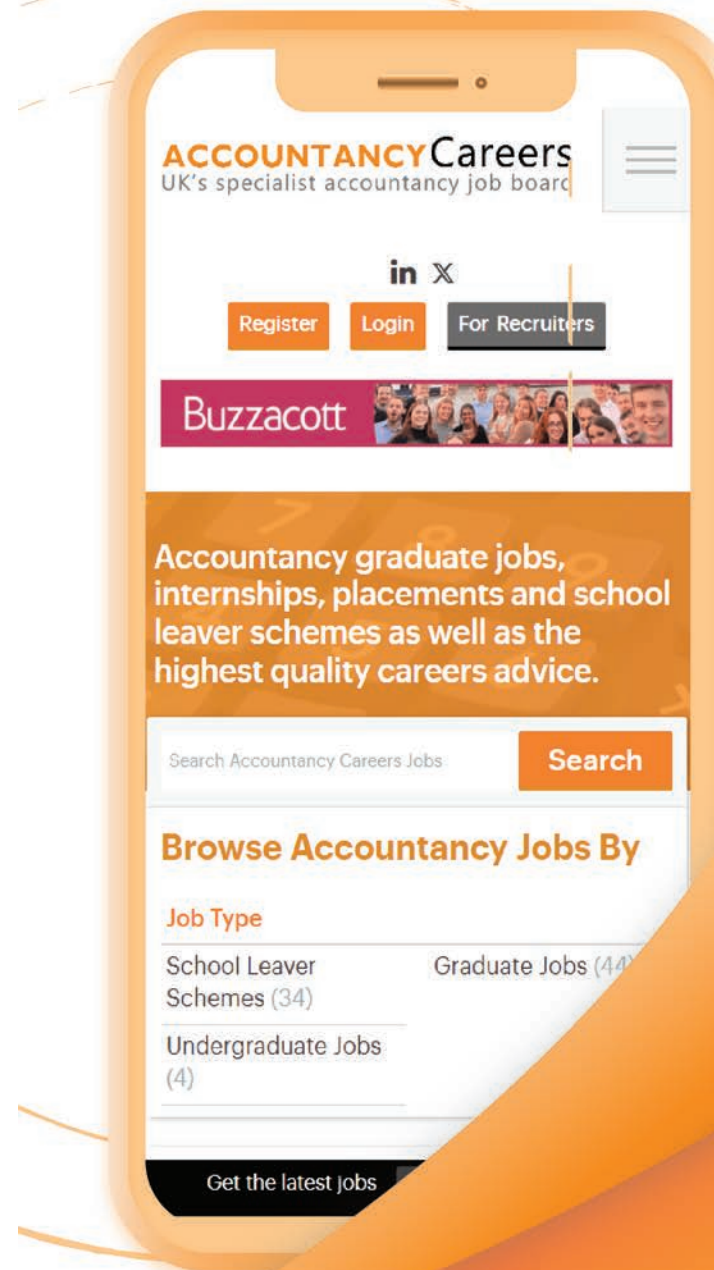 ACCOUNTANCYCareers
UK's specialist accountancy job board
in X
Register Login For Recruiters
Buzzacott
Accountancy graduate jobs,
internships, placements and school
leaver schemes as well as the
highest quality careers advice.
Search Accountancy Careers Jobs Search
Browse Accountancy Jobs By
Job Type
School Leaver Graduate Jobs (44)
Schemes (34)
Undergraduate Jobs
(4)
Get the latest jobs